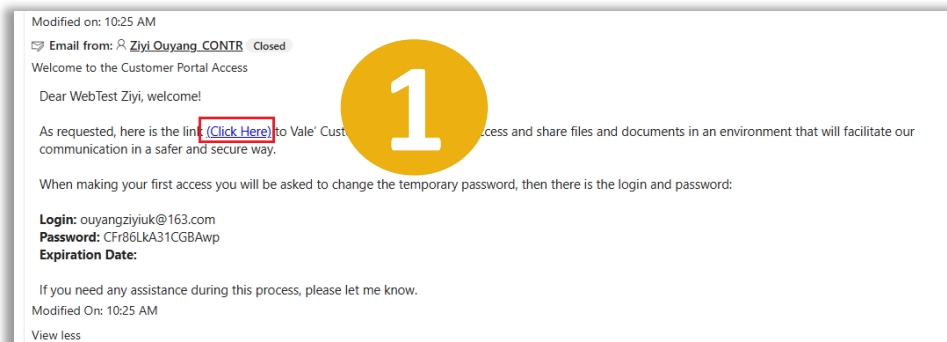 Modified on: 10:25 AM
Email from: Ziyi Ouyang_CONTR Closed
Welcome to the Customer Portal Access
Dear WebTest Ziyi, welcome!
As requested, here is the link (Click Here) to Vale' and share files and documents in an environment that will facilitate our
communication in a safer and secure way.
When making your first access you will be asked to change the temporary password, then there is the login and password:
Login: ouyangziyiuk@163.com
Password: CFr86LkA31CGBAwp
Expiration Date:
If you need any assistance during this process, please let me know.
Modified On: 10:25 AM
View less
1